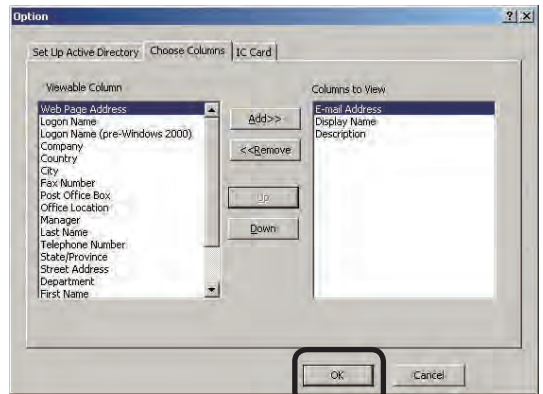 Option
Set Up Active Directory Choose Columns IC Card
Viewable Column
Web Page Address
Logon Name
Logon Name (pre-Windows 2000)
Company
Country
City
Fax Number
Post Office Box
Office Location
Manager
Last Name
Telephone Number
State/Province
Street Address
Department
First Name
Add>>
<<Remove
Up
Down
Columns to View
E-mail Address
Display Name
Description
OK Cancel